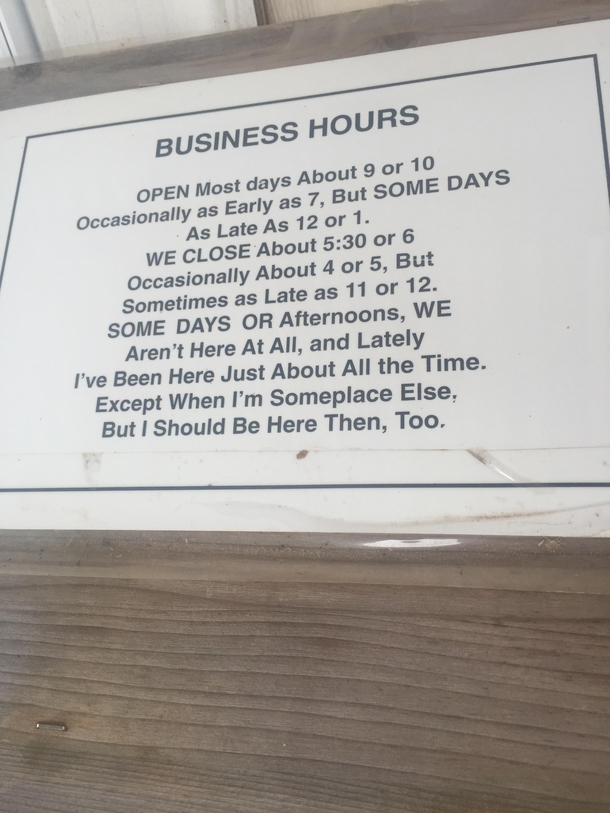 BUSINESS HOURS
OPEN Most days About 9 or 10
Occasionally as Early as 7, But SOME DAYS
As Late As 12 or 1.
WE CLOSE About 5:30 or 6
Occasionally About 4 or 5, But
Sometimes as Late as 11 or 12.
SOME DAYS OR Afternoons, WE
Aren't Here At All, and Lately
I've Been Here Just About All the Time.
Except When I'm Someplace Else,
But I Should Be Here Then, Too.